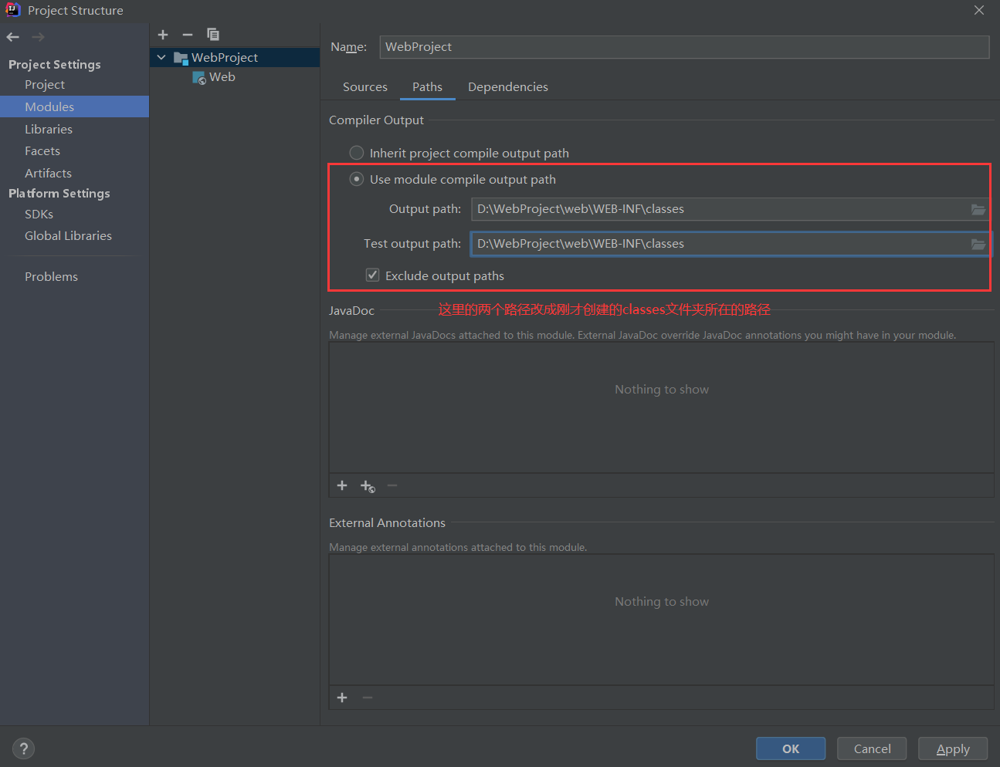 Project Structure
Project Settings
Project
Modules
Libraries
Facets
Artifacts
Platform Settings
SDKs
Global Libraries
Problems
WebProject
Web
Name: WebProject
Sources Paths Dependencies
Compiler Output
Inherit project compile output path
Use module compile output path
Output path: D:\WebProject\web\WEB-INF\classes
Test output path: D:\WebProject\web\WEB-INF\classes
Exclude output paths
这里的两个路径改成刚才创建的classes文件夹所在的路径
JavaDoc
Manage external JavaDocs attached to this module. External JavaDoc override JavaDoc annotations you might have in your module.
Nothing to show
External Annotations
Manage external annotations attached to this module.
Nothing to show
?
OK Cancel Apply